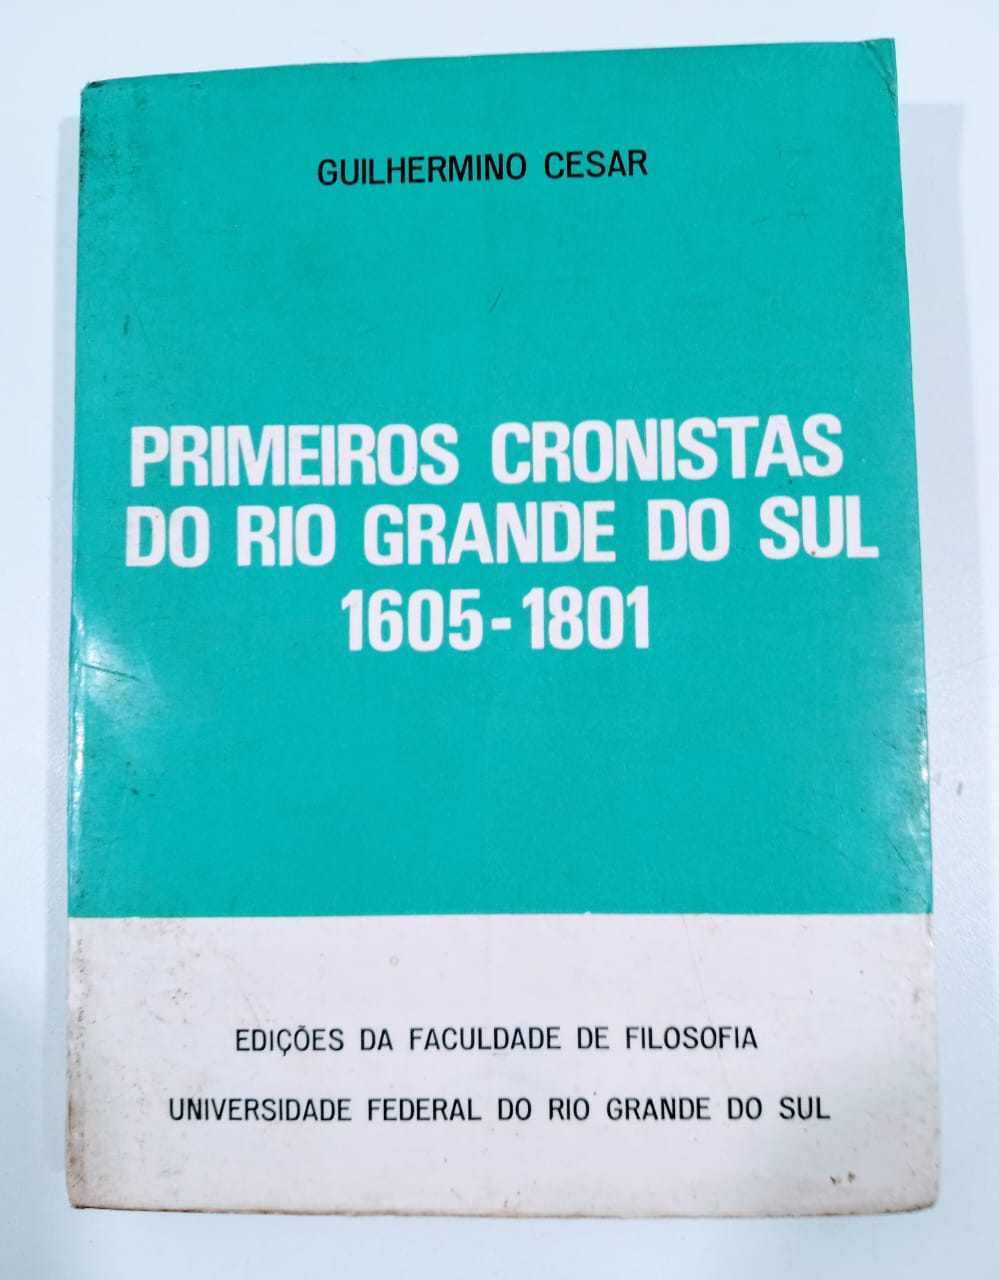 GUILHERMINO CESAR
PRIMEIROS CRONISTAS
DO RIO GRANDE DO SUL
1605-1801
EDIÇÕES DA FACULDADE DE FILOSOFIA
UNIVERSIDADE FEDERAL DO RIO GRANDE DO SUL